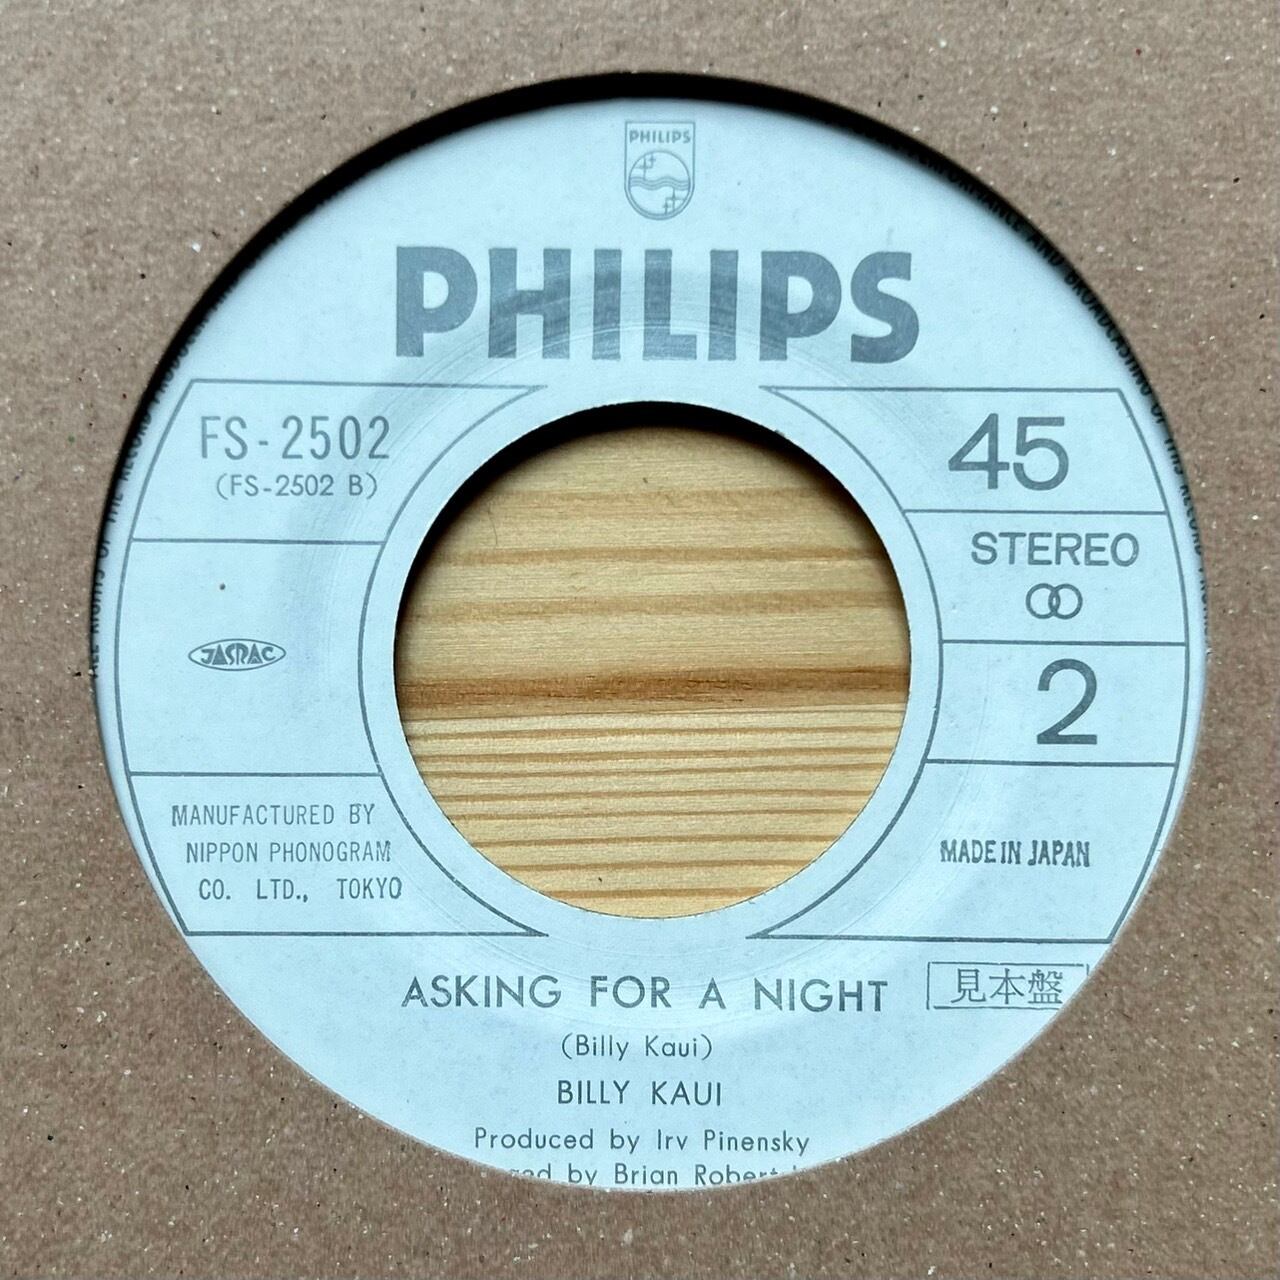 PHILIPS
PHILIPS
FS-2502
(FS-2502 B)
45
STEREO
2
JASRAC
MANUFACTURED BY
NIPPON PHONOGRAM
CO. LTD., TOKYO
MADE IN JAPAN
ASKING FOR A NIGHT
見本盤
(Billy Kaui)
BILLY KAUI
Produced by Irv Pinensky
by Brian Robert